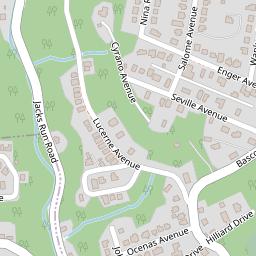 Nina R
Cyrano Avenue
Salome Avenue
Enger Avenue
Seville Avenue
Jacks Run Road
Lucerne Avenue
Basco
Hilliard Drive
Ocenas Avenue
Joh